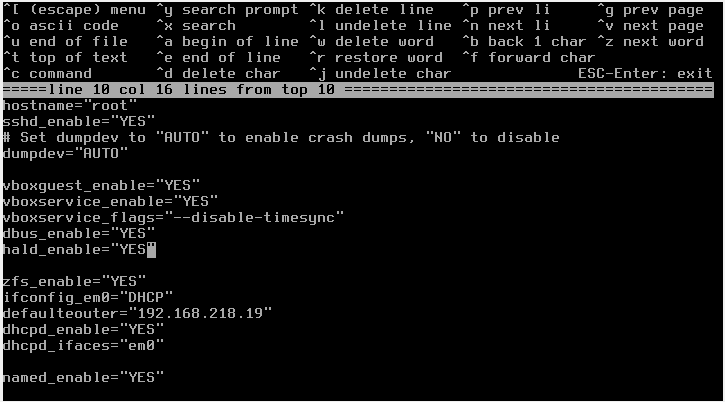 ^[ (escape) menu ^y search prompt ^k delete line ^p prev li ^g prev page
^o ascii code ^x search ^l undelete line ^n next li ^v next page
^u end of file ^a begin of line ^w delete word ^b back 1 char ^z next word
^t top of text ^e end of line ^r restore word ^f forward char
^c command ^d delete char ^j undelete char ESC-Enter: exit
=====line 10 col 16 lines from top 10 ============================================
hostname="root"
sshd_enable="YES"
# Set dumpdev to "AUTO" to enable crash dumps, "NO" to disable
dumpdev="AUTO"
vboxguest_enable="YES"
vboxservice_enable="YES"
vboxservice_flags="--disable-timesync"
dbus_enable="YES"
hald_enable="YES"
zfs_enable="YES"
ifconfig_em0="DHCP"
defaulteouter="192.168.218.19"
dhcpd_enable="YES"
dhcpd_ifaces="em0"
named_enable="YES"